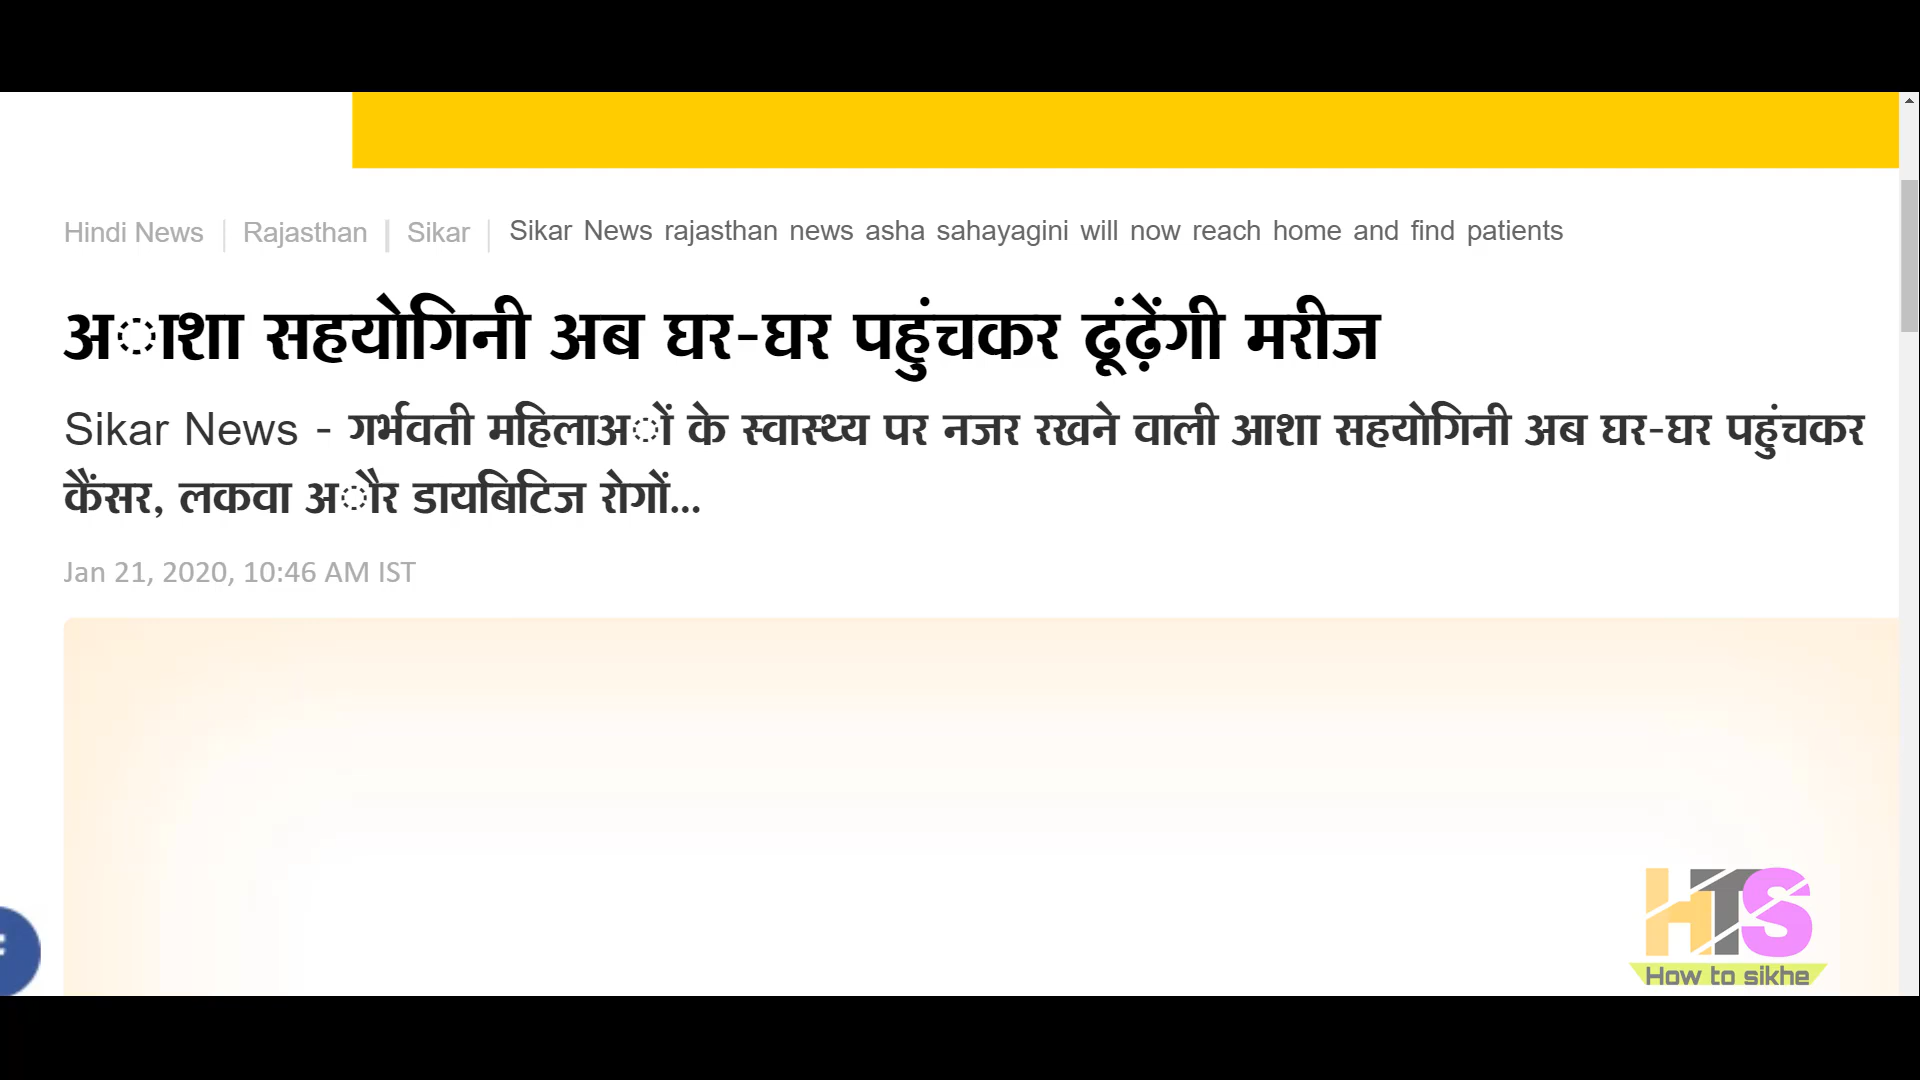 Hindi News | Rajasthan | Sikar | Sikar News rajasthan news asha sahayagini will now reach home and find patients
अाशा सहयोगिनी अब घर-घर पहुंचकर ढूंढ़ेंगी मरीज
Sikar News - गर्भवती महिलाअों के स्वास्थ्य पर नजर रखने वाली आशा सहयोगिनी अब घर-घर पहुंचकर
कैंसर, लकवा अौर डायबिटिज रोगों...
Jan 21, 2020, 10:46 AM IST
HTS
How to sikhe